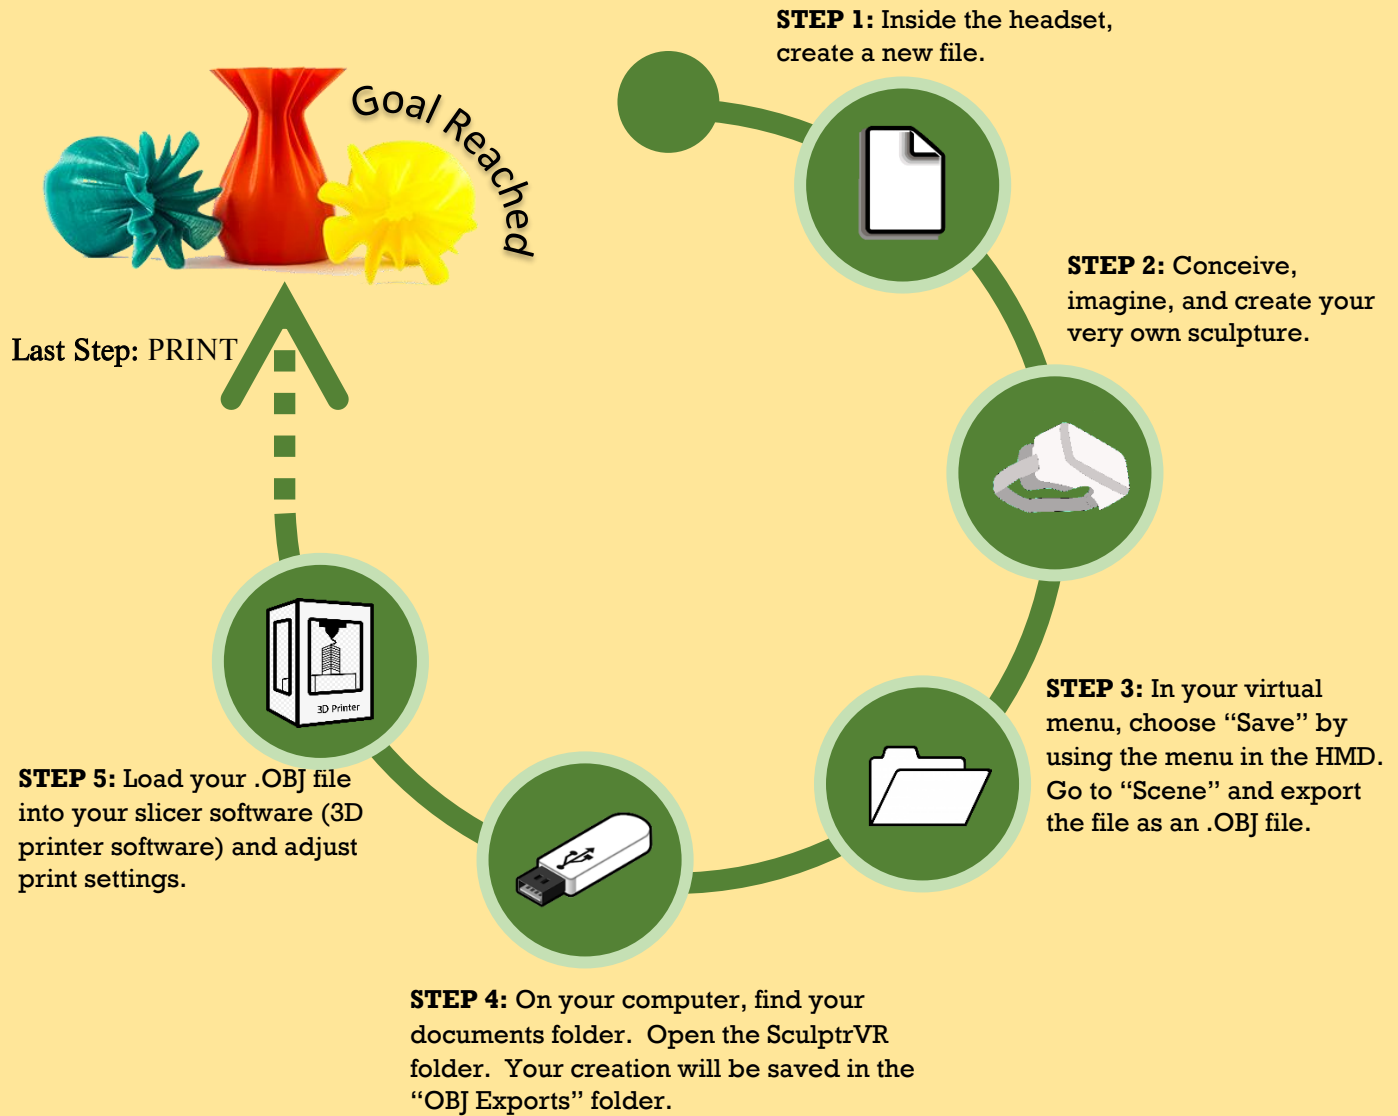 STEP 1: Inside the headset,
create a new file.
Goal Reached
STEP 2: Conceive,
imagine, and create your
very own sculpture.
Last Step: PRINT
STEP 3: In your virtual
menu, choose “Save” by
using the menu in the HMD.
Go to “Scene” and export
the file as an .OBJ file.
3D Printer
STEP 5: Load your .OBJ file
into your slicer software (3D
printer software) and adjust
print settings.
STEP 4: On your computer, find your
documents folder.  Open the SculptrVR
folder.  Your creation will be saved in the
“OBJ Exports” folder.